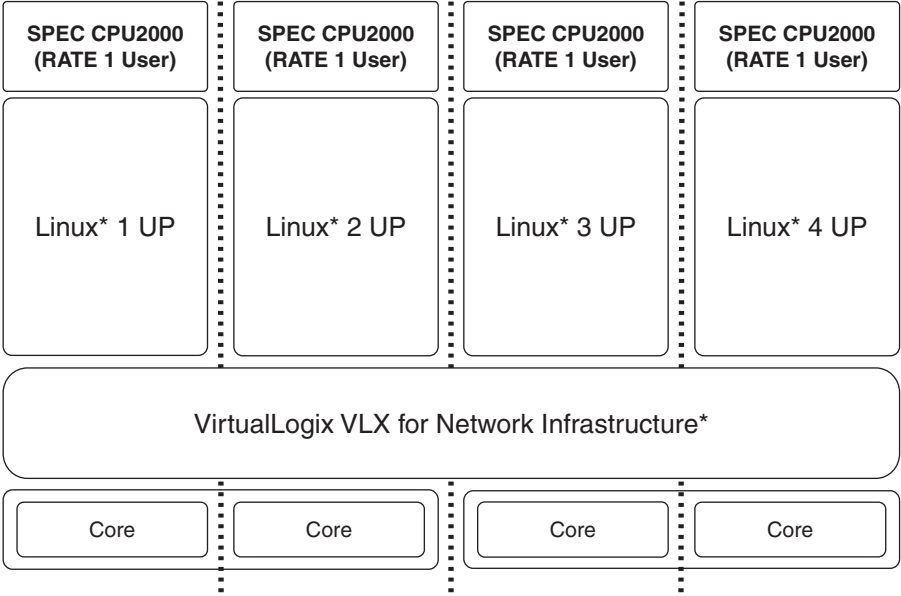 SPEC CPU2000
(RATE 1 User)
SPEC CPU2000
(RATE 1 User)
SPEC CPU2000
(RATE 1 User)
SPEC CPU2000
(RATE 1 User)
Linux* 1 UP
Linux* 2 UP
Linux* 3 UP
Linux* 4 UP
VirtualLogix VLX for Network Infrastructure*
Core
Core
Core
Core